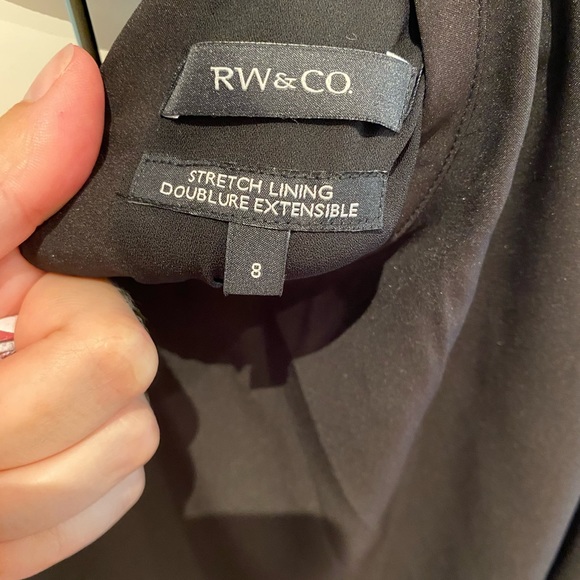 RW&CO.
STRETCH LINING
DOUBLURE EXTENSIBLE
8